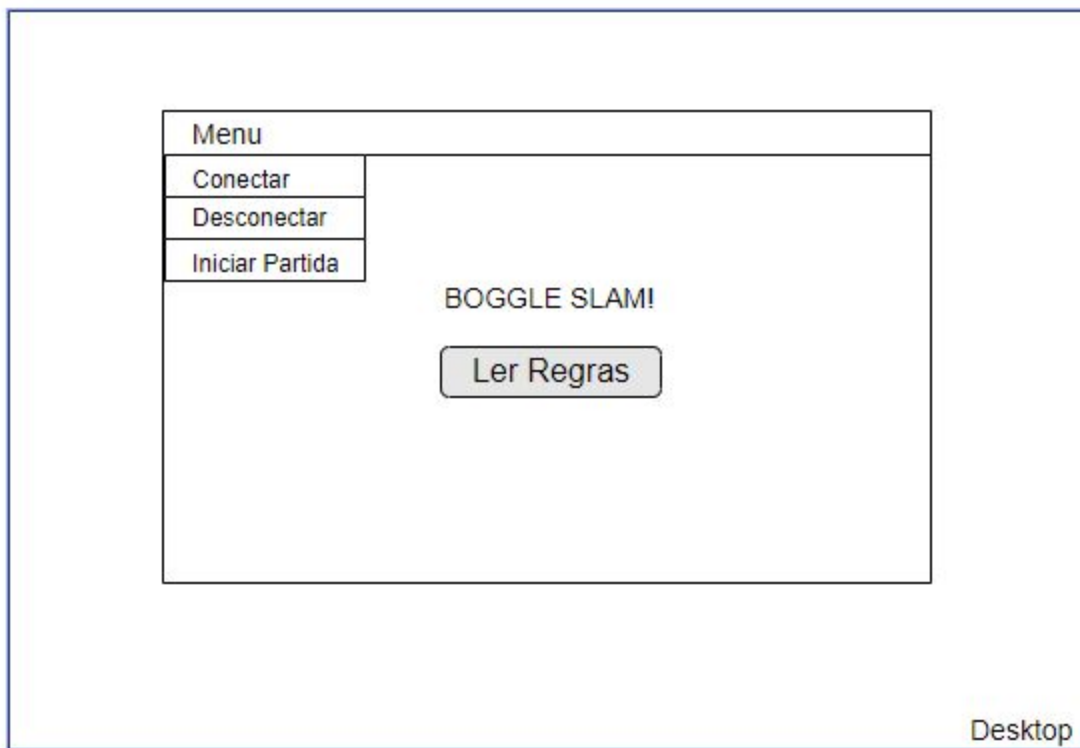 Menu
Conectar
Desconectar
Iniciar Partida
BOGGLE SLAM!
Ler Regras
Desktop